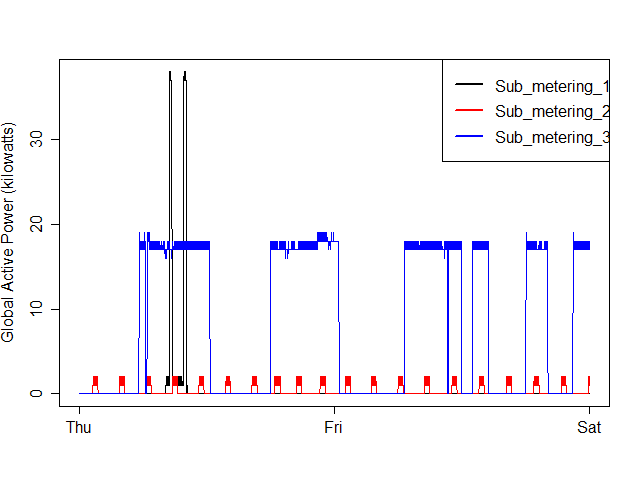 Sub_metering_1
Sub_metering_2
Sub_metering_3
Global Active Power (kilowatts)
30
20
10
0
Thu Fri Sat